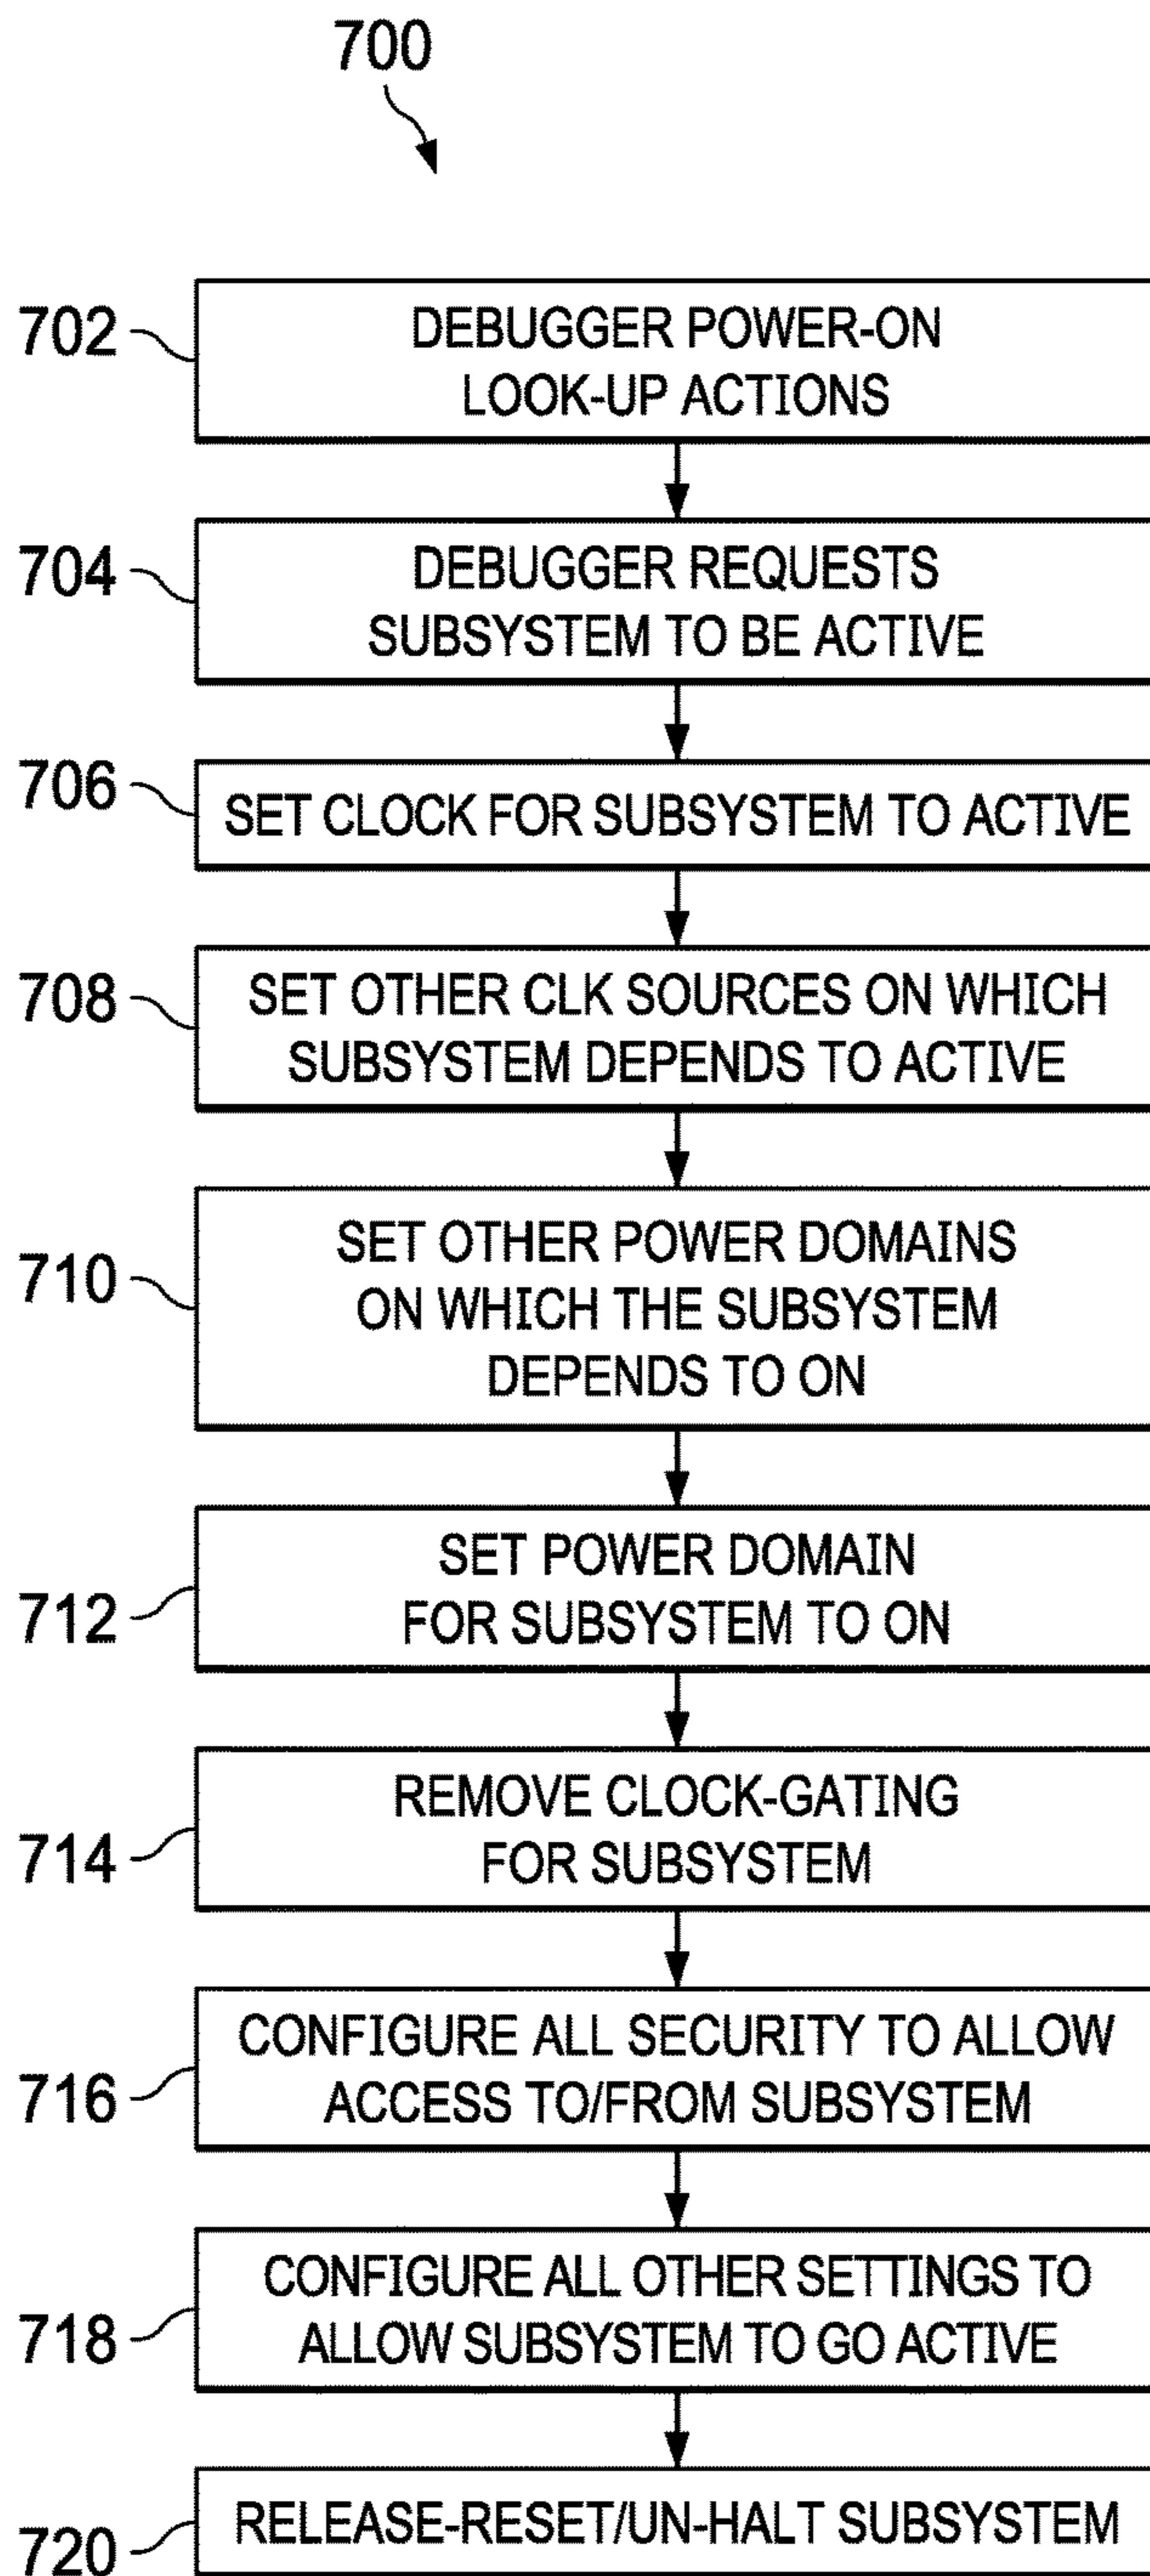 700
702
DEBUGGER POWER-ON
LOOK-UP ACTIONS
704
DEBUGGER REQUESTS
SUBSYSTEM TO BE ACTIVE
706
SET CLOCK FOR SUBSYSTEM TO ACTIVE
708
SET OTHER CLK SOURCES ON WHICH
SUBSYSTEM DEPENDS TO ACTIVE
710
SET OTHER POWER DOMAINS
ON WHICH THE SUBSYSTEM
DEPENDS TO ON
712
SET POWER DOMAIN
FOR SUBSYSTEM TO ON
714
REMOVE CLOCK-GATING
FOR SUBSYSTEM
716
CONFIGURE ALL SECURITY TO ALLOW
ACCESS TO/FROM SUBSYSTEM
718
CONFIGURE ALL OTHER SETTINGS TO
ALLOW SUBSYSTEM TO GO ACTIVE
720
RELEASE-RESET/UN-HALT SUBSYSTEM